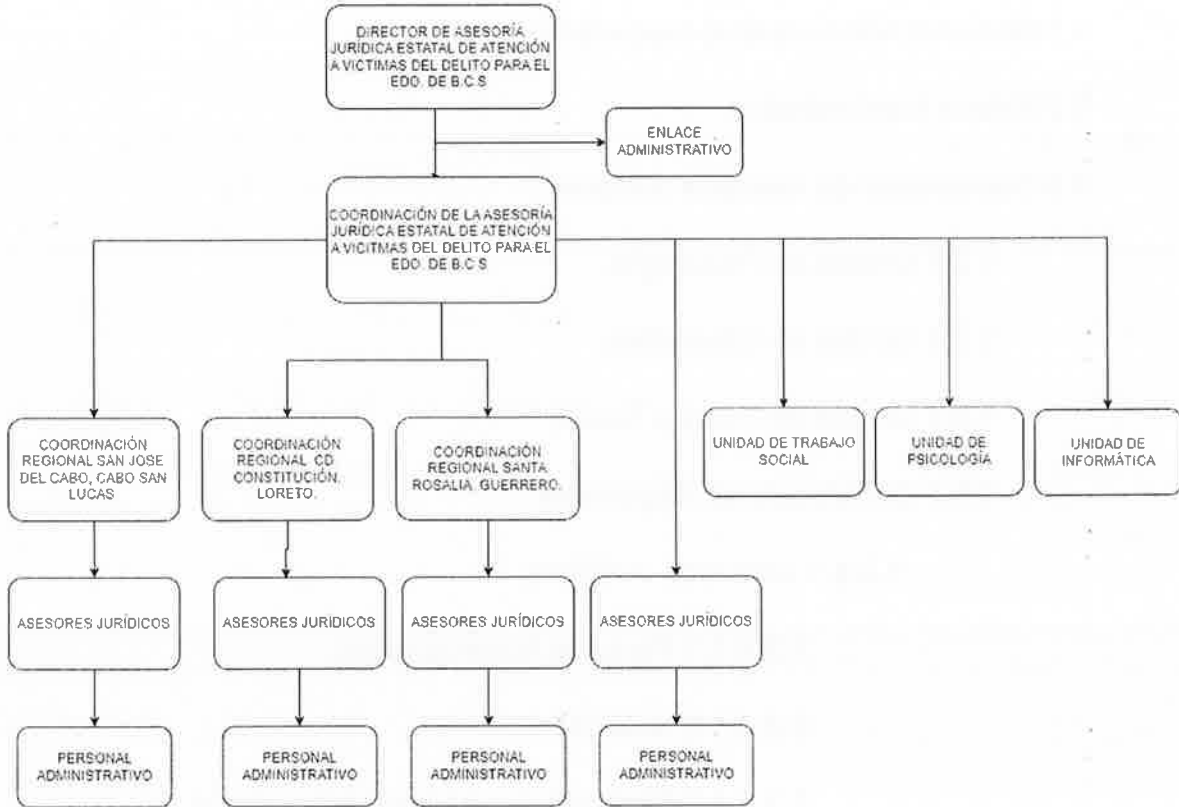 DIRECTOR DE ASESORÍA
JURÍDICA ESTATAL DE ATENCIÓN
A VICTIMAS DEL DELITO PARA EL
EDO. DE B.C.S
ENLACE
ADMINISTRATIVO
COORDINACIÓN DE LA ASESORÍA
JURÍDICA ESTATAL DE ATENCIÓN
A VICITMAS DEL DELITO PARA EL
EDO. DE B.C.S
COORDINACIÓN
REGIONAL SAN JOSE
DEL CABO, CABO SAN
LUCAS
COORDINACIÓN
REGIONAL CD
CONSTITUCIÓN,
LORETO.
COORDINACIÓN
REGIONAL SANTA
ROSALIA. GUERRERO.
UNIDAD DE TRABAJO
SOCIAL
UNIDAD DE
PSICOLOGÍA
UNIDAD DE
INFORMÁTICA
ASESORES JURÍDICOS
ASESORES JURÍDICOS
ASESORES JURÍDICOS
ASESORES JURÍDICOS
PERSONAL
ADMINISTRATIVO
PERSONAL
ADMINISTRATIVO
PERSONAL
ADMINISTRATIVO
PERSONAL
ADMINISTRATIVO